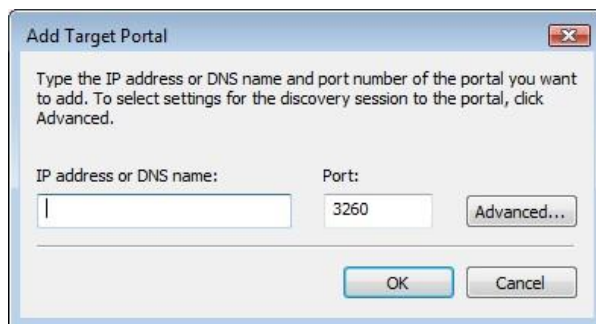 Add Target Portal
Type the IP address or DNS name and port number of the portal you want
to add. To select settings for the discovery session to the portal, click
Advanced.
IP address or DNS name: Port:
3260 Advanced...
OK Cancel